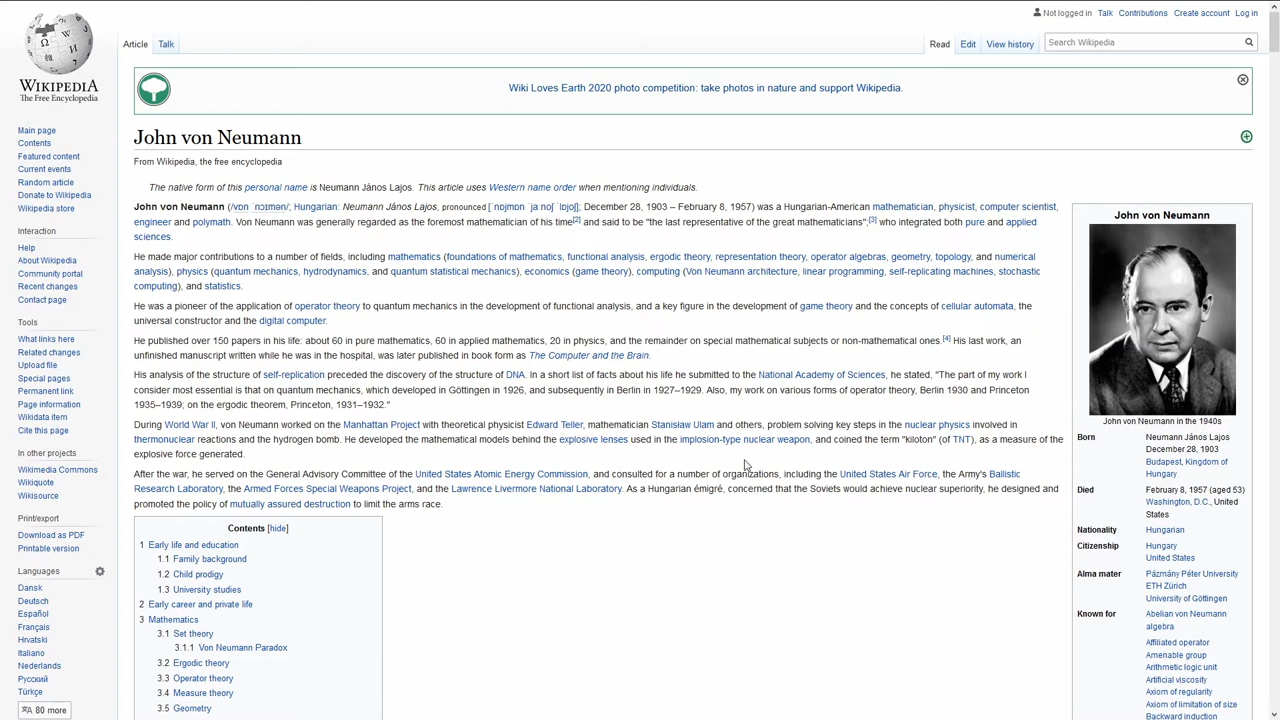 Not logged in Talk Contributions Create account Log in
Article Talk
Read Edit View history Search Wikipedia
WIKIPEDIA
The Free Encyclopedia
Main page
Contents
Featured content
Current events
Random article
Donate to Wikipedia
Wikipedia store
Interaction
Help
About Wikipedia
Community portal
Recent changes
Contact page
Tools
What links here
Related changes
Upload file
Special pages
Permanent link
Page information
Wikidata item
Cite this page
In other projects
Wikimedia Commons
Wikiquote
Wikisource
Print/export
Download as PDF
Printable version
Languages
Dansk
Deutsch
Español
Français
Hrvatski
Italiano
Nederlands
Русский
Türkçe
80 more
Wiki Loves Earth 2020 photo competition: take photos in nature and support Wikipedia.
John von Neumann
From Wikipedia, the free encyclopedia
The native form of this personal name is Neumann János Lajos. This article uses Western name order when mentioning individuals.
John von Neumann (/vɒn ˈnɔɪmən/; Hungarian: Neumann János Lajos, pronounced [ˈnɒjmɒn ˈjaːnoʃ ˈlɒjoʃ]; December 28, 1903 – February 8, 1957) was a Hungarian-American mathematician, physicist, computer scientist,
engineer and polymath. Von Neumann was generally regarded as the foremost mathematician of his time[2] and said to be "the last representative of the great mathematicians";[3] who integrated both pure and applied
sciences.
He made major contributions to a number of fields, including mathematics (foundations of mathematics, functional analysis, ergodic theory, representation theory, operator algebras, geometry, topology, and numerical
analysis), physics (quantum mechanics, hydrodynamics, and quantum statistical mechanics), economics (game theory), computing (Von Neumann architecture, linear programming, self-replicating machines, stochastic
computing), and statistics.
He was a pioneer of the application of operator theory to quantum mechanics in the development of functional analysis, and a key figure in the development of game theory and the concepts of cellular automata, the
universal constructor and the digital computer.
He published over 150 papers in his life: about 60 in pure mathematics, 60 in applied mathematics, 20 in physics, and the remainder on special mathematical subjects or non-mathematical ones.[4] His last work, an
unfinished manuscript written while he was in the hospital, was later published in book form as The Computer and the Brain.
His analysis of the structure of self-replication preceded the discovery of the structure of DNA. In a short list of facts about his life he submitted to the National Academy of Sciences, he stated, "The part of my work I
consider most essential is that on quantum mechanics, which developed in Göttingen in 1926, and subsequently in Berlin in 1927–1929. Also, my work on various forms of operator theory, Berlin 1930 and Princeton
1935–1939; on the ergodic theorem, Princeton, 1931–1932."
During World War II, von Neumann worked on the Manhattan Project with theoretical physicist Edward Teller, mathematician Stanisław Ulam and others, problem solving key steps in the nuclear physics involved in
thermonuclear reactions and the hydrogen bomb. He developed the mathematical models behind the explosive lenses used in the implosion-type nuclear weapon, and coined the term "kiloton" (of TNT), as a measure of the
explosive force generated.
After the war, he served on the General Advisory Committee of the United States Atomic Energy Commission, and consulted for a number of organizations, including the United States Air Force, the Army's Ballistic
Research Laboratory, the Armed Forces Special Weapons Project, and the Lawrence Livermore National Laboratory. As a Hungarian émigré, concerned that the Soviets would achieve nuclear superiority, he designed and
promoted the policy of mutually assured destruction to limit the arms race.
Contents [hide]
1 Early life and education
1.1 Family background
1.2 Child prodigy
1.3 University studies
2 Early career and private life
3 Mathematics
3.1 Set theory
3.1.1 Von Neumann Paradox
3.2 Ergodic theory
3.3 Operator theory
3.4 Measure theory
3.5 Geometry
John von Neumann
John von Neumann in the 1940s
Born Neumann János Lajos
December 28, 1903
Budapest, Kingdom of
Hungary
Died February 8, 1957 (aged 53)
Washington, D.C., United
States
Nationality Hungarian
Citizenship Hungary
United States
Alma mater Pázmány Péter University
ETH Zürich
University of Göttingen
Known for Abelian von Neumann
algebra
Affiliated operator
Amenable group
Arithmetic logic unit
Artificial viscosity
Axiom of regularity
Axiom of limitation of size
Backward induction